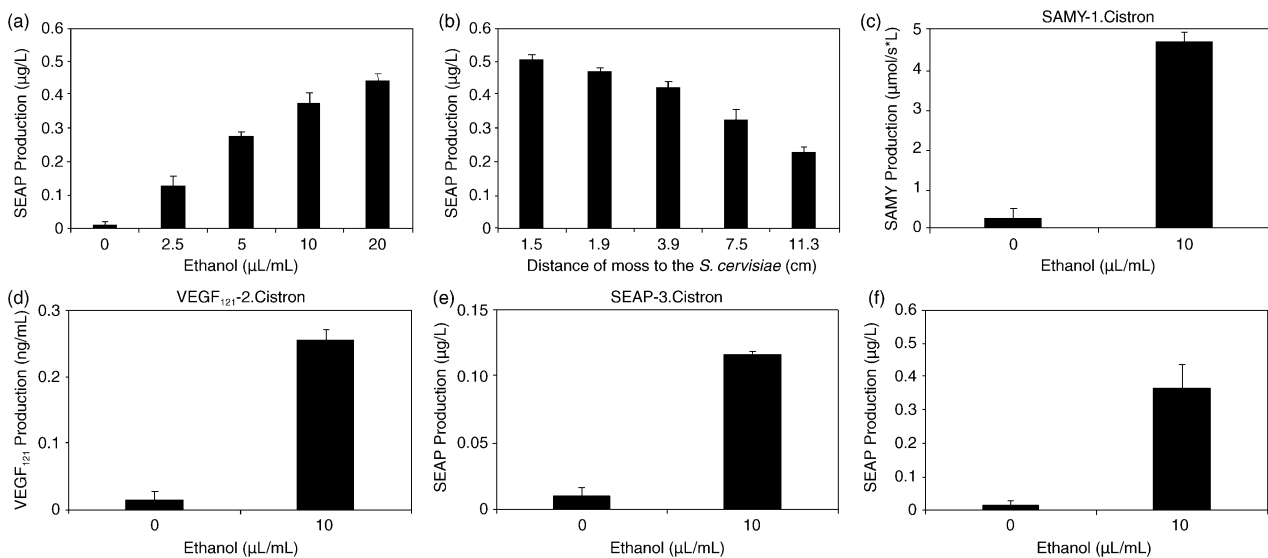 (a)
0.6
0.5
0.4
0.3
0.2
0.1
0
SEAP Production (µg/L)
0 2.5 5 10 20
Ethanol (µL/mL)
(b)
0.6
0.5
0.4
0.3
0.2
0.1
0
SEAP Production (µg/L)
1.5 1.9 3.9 7.5 11.3
Distance of moss to the S. cervisiae (cm)
(c)
SAMY-1.Cistron
5
4
3
2
1
0
SAMY Production (µmol/s*L)
0 10
Ethanol (µL/mL)
(d)
VEGF₁₂₁-2.Cistron
0.3
0.2
0.1
0
VEGF₁₂₁ Production (ng/mL)
0 10
Ethanol (µL/mL)
(e)
SEAP-3.Cistron
0.15
0.10
0.05
0
SEAP Production (µg/L)
0 10
Ethanol (µL/mL)
(f)
0.6
0.5
0.4
0.3
0.2
0.1
0
SEAP Production (µg/L)
0 10
Ethanol (µL/mL)